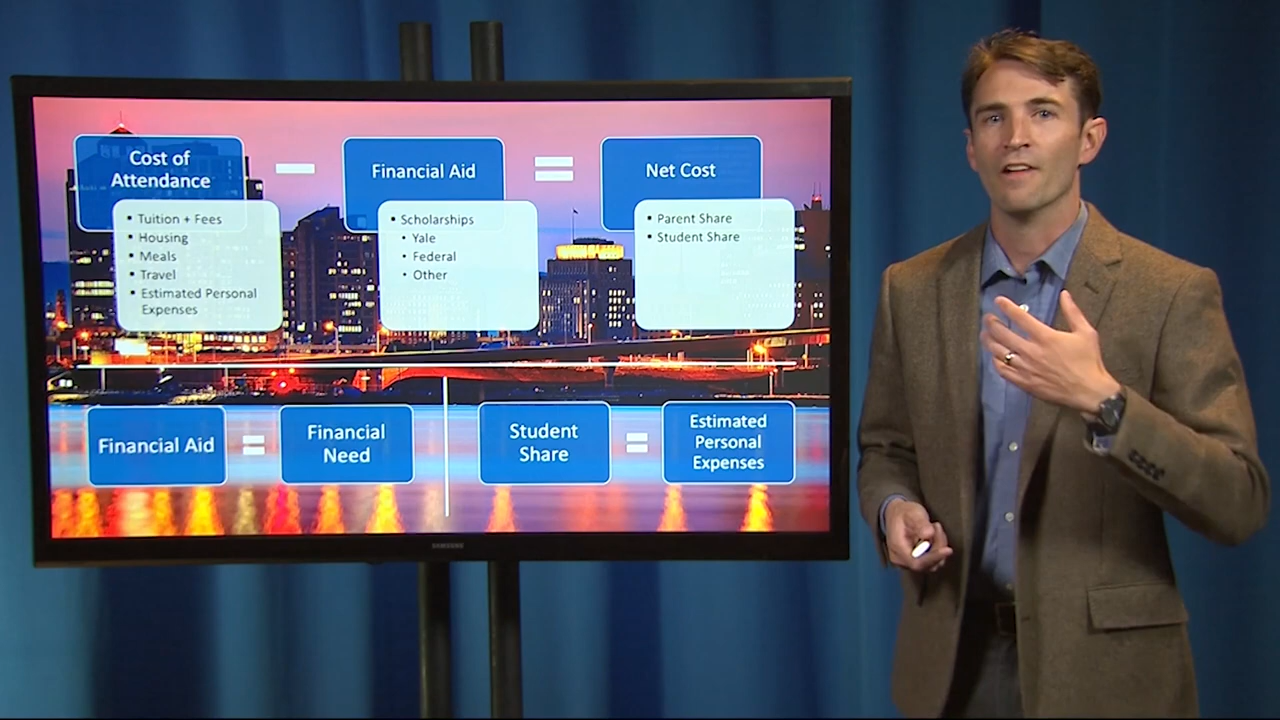 Cost of
Attendance
Financial Aid
Net Cost
▪ Tuition + Fees
▪ Housing
▪ Meals
▪ Travel
▪ Estimated Personal
Expenses
▪ Scholarships
• Yale
• Federal
• Other
▪ Parent Share
▪ Student Share
Financial Aid
Financial
Need
Student
Share
Estimated
Personal
Expenses
SAMSUNG